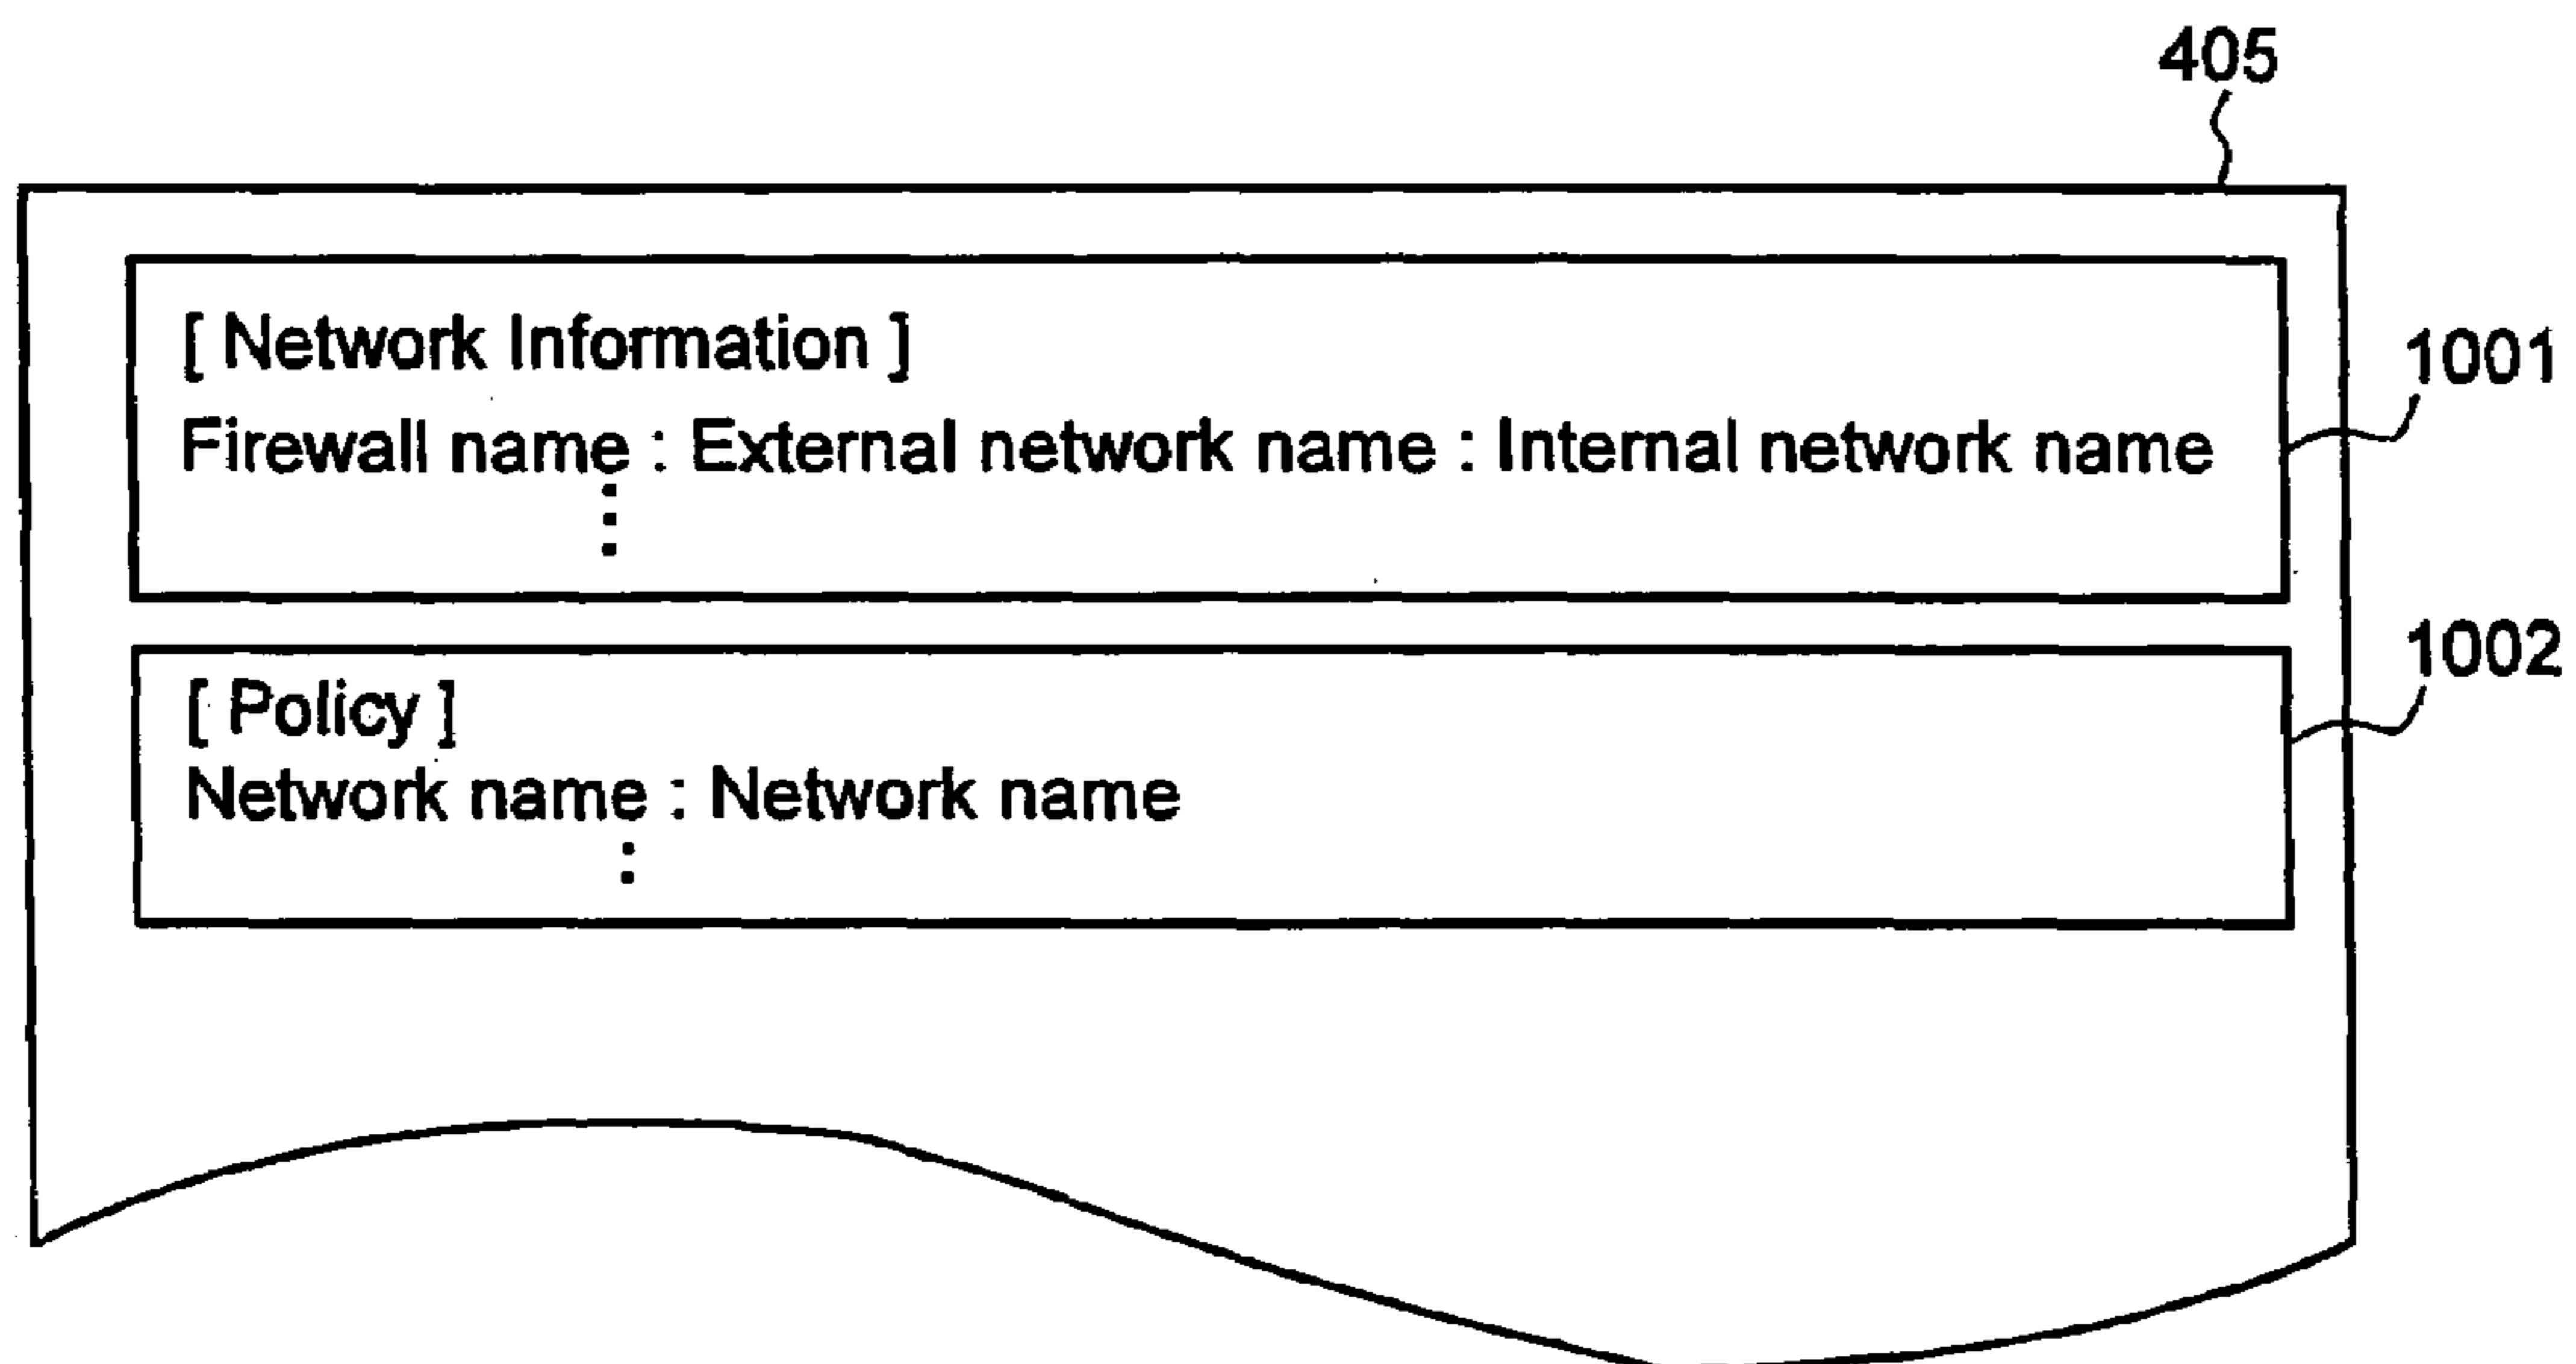 405
[ Network Information ]
1001
Firewall name : External network name : Internal network name
⋮
1002
[ Policy ]
Network name : Network name
: